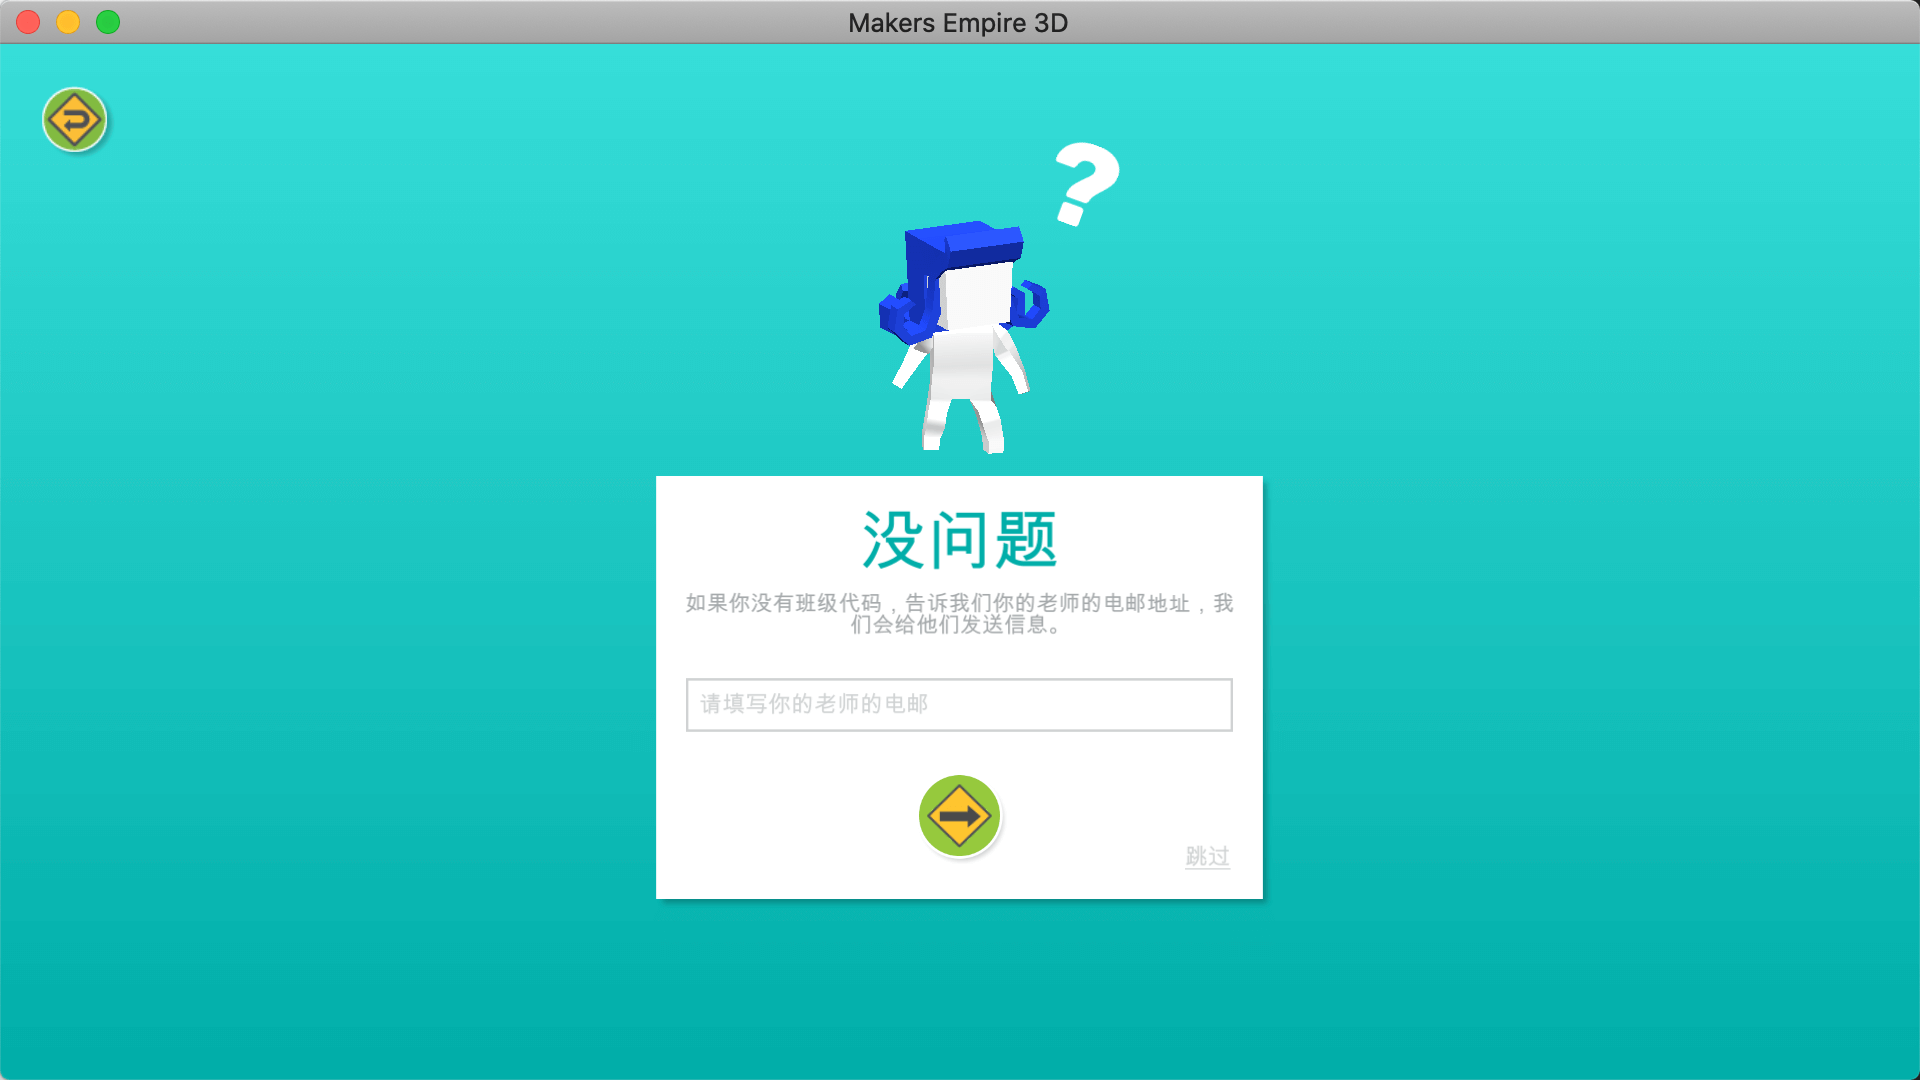 Makers Empire 3D
?
没问题
如果你没有班级代码，告诉我们你的老师的电邮地址，我
们会给他们发送信息。
请填写你的老师的电邮
跳过